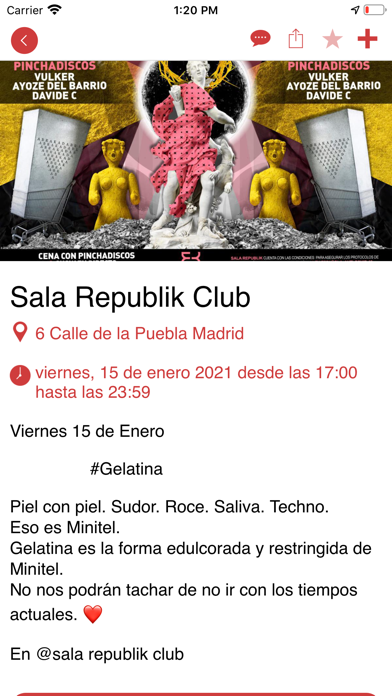 Carrier 1:20 PM
PINCHADISCOS
VULKER
AYOZE DEL BARRIO
DAVIDE C
PINCHADISCOS
VULKER
AYOZE DEL BARRIO
DAVIDE C
CENA CON PINCHADISCOS
SALA REPUBLIK CUENTA CON LAS CONDICIONES PARA ASEGURAR LOS PROTOCOLOS DE
Sala Republik Club
6 Calle de la Puebla Madrid
viernes, 15 de enero 2021 desde las 17:00
hasta las 23:59
Viernes 15 de Enero
#Gelatina
Piel con piel. Sudor. Roce. Saliva. Techno.
Eso es Minitel.
Gelatina es la forma edulcorada y restringida de
Minitel.
No nos podrán tachar de no ir con los tiempos
actuales. ❤️
En @sala republik club